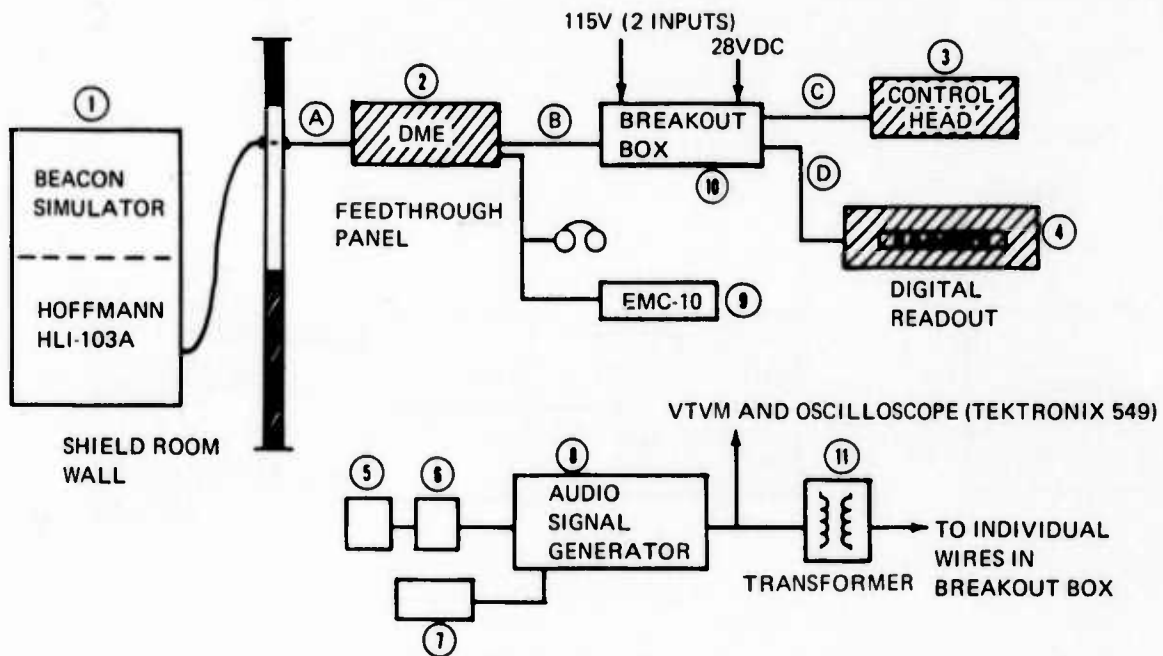 115V (2 INPUTS)
28VDC
1
2
3
A
DME
B
BREAKOUT
BOX
C
CONTROL
HEAD
10
D
BEACON
SIMULATOR
HOFFMANN
HLI-103A
FEEDTHROUGH
PANEL
4
EMC-10
9
DIGITAL
READOUT
SHIELD ROOM
WALL
VTVM AND OSCILLOSCOPE (TEKTRONIX 549)
5
6
8
AUDIO
SIGNAL
GENERATOR
11
TRANSFORMER
TO INDIVIDUAL
WIRES IN
BREAKOUT BOX
7